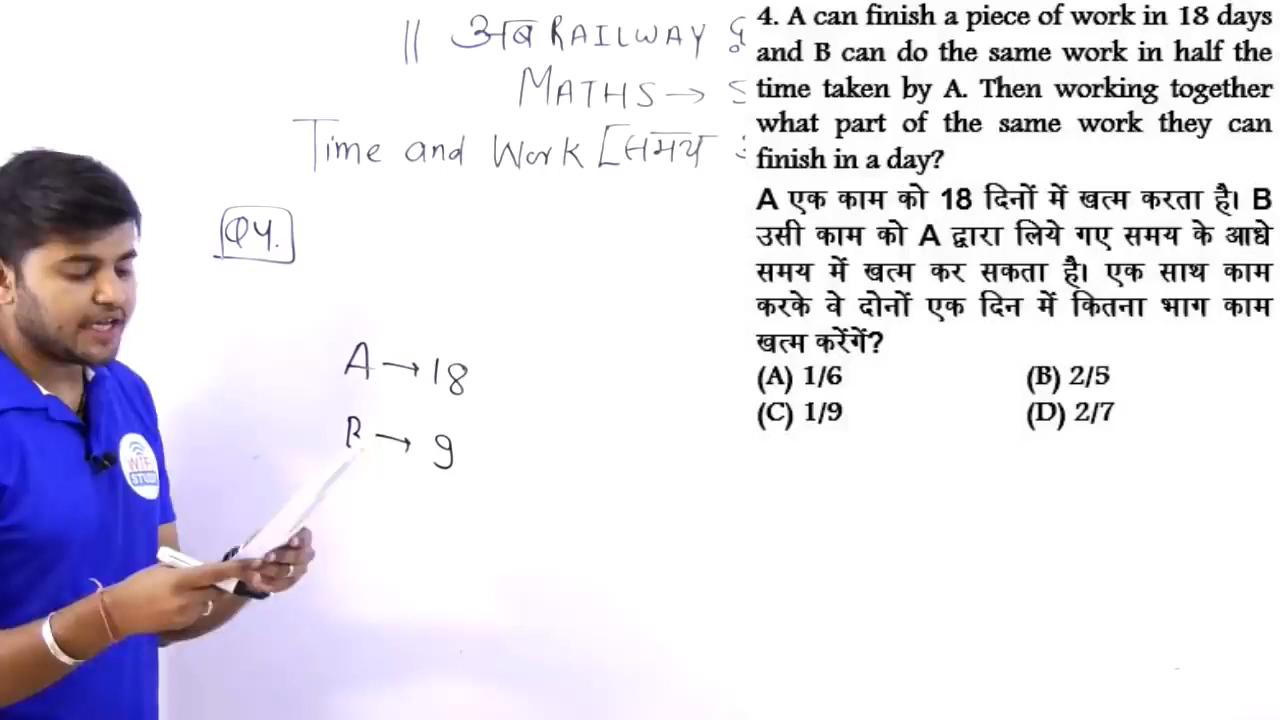 || अब RAILWAY दू
MATHS → S
Time and Work [समय
Q4.
A → 18
B → 9
WiFi
STUDY
4. A can finish a piece of work in 18 days
and B can do the same work in half the
time taken by A. Then working together
what part of the same work they can
finish in a day?
A एक काम को 18 दिनों में खत्म करता है। B
उसी काम को A द्वारा लिये गए समय के आधे
समय में खत्म कर सकता है। एक साथ काम
करके वे दोनों एक दिन में कितना भाग काम
खत्म करेंगें?
(A) 1/6 (B) 2/5
(C) 1/9 (D) 2/7